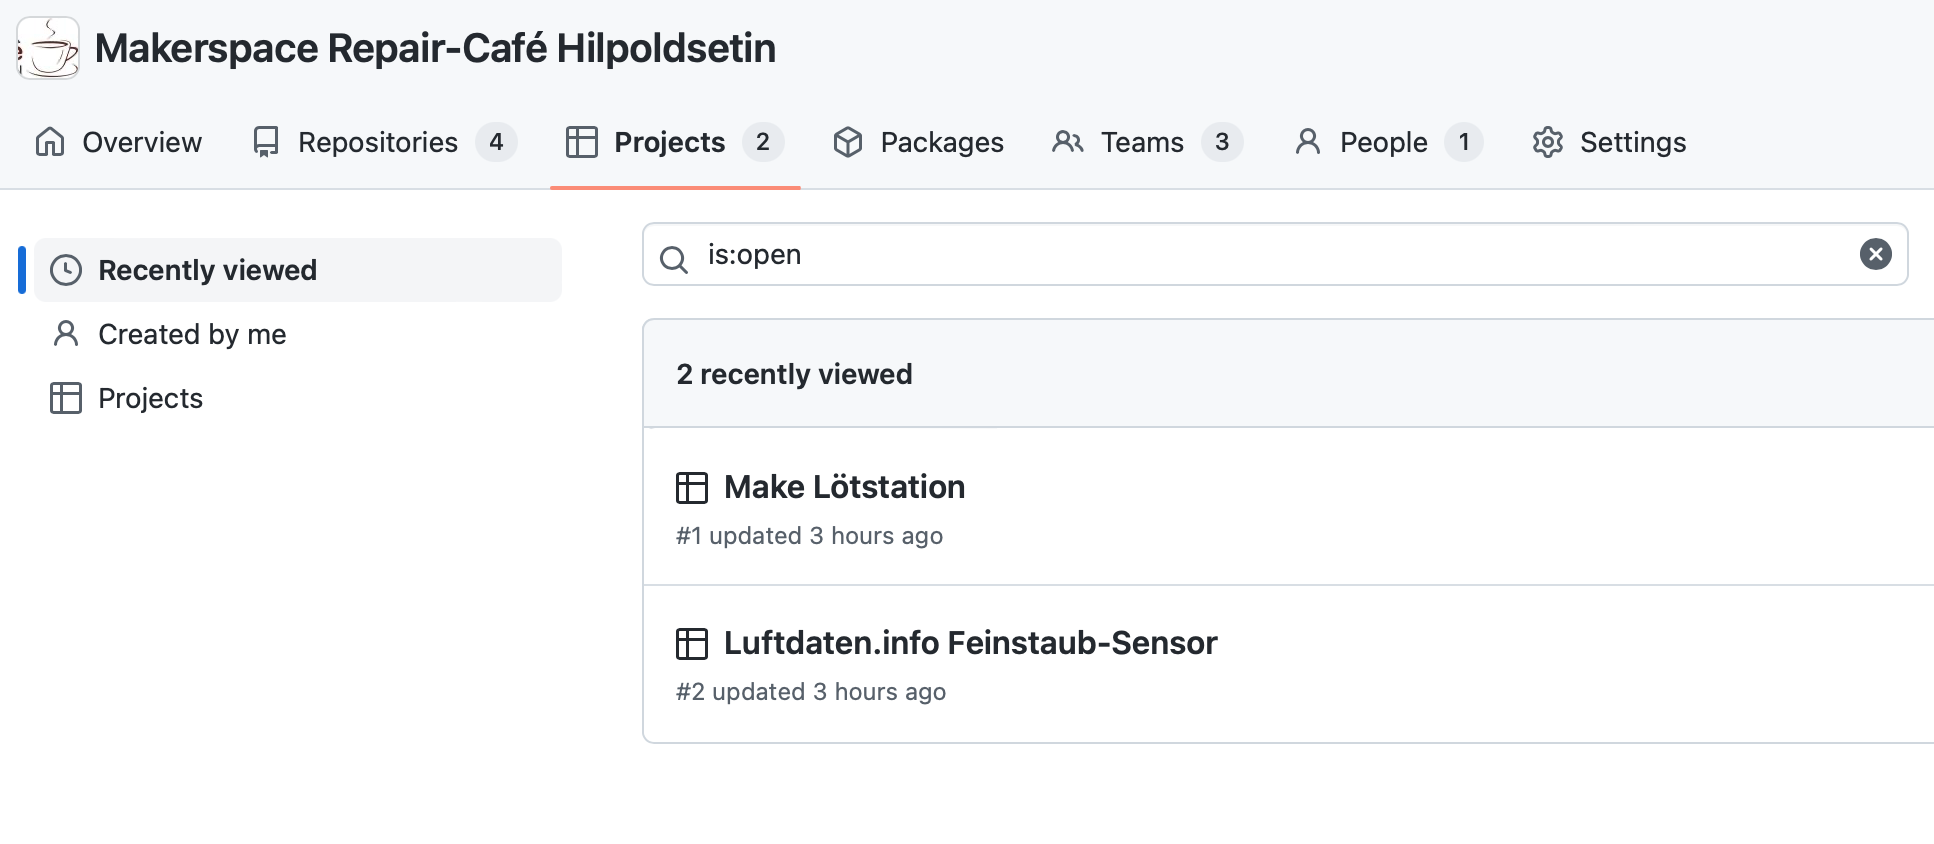 Makerspace Repair-Café Hilpoldsetin
Overview Repositories 4 Projects 2 Packages Teams 3 People 1 Settings
Recently viewed
Created by me
Projects
is:open
2 recently viewed
Make Lötstation
#1 updated 3 hours ago
Luftdaten.info Feinstaub-Sensor
#2 updated 3 hours ago